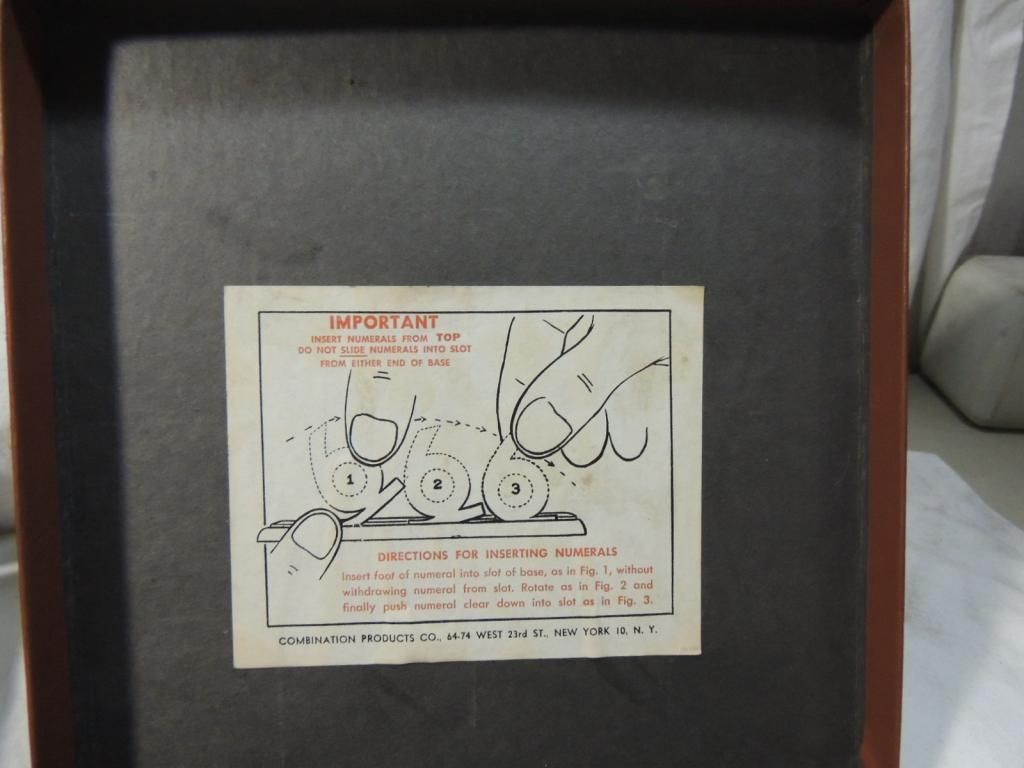 IMPORTANT
INSERT NUMERALS FROM TOP
DO NOT SLIDE NUMERALS INTO SLOT
FROM EITHER END OF BASE
1
2
3
DIRECTIONS FOR INSERTING NUMERALS
Insert foot of numeral into slot of base, as in Fig. 1, without
withdrawing numeral from slot. Rotate as in Fig. 2 and
finally push numeral clear down into slot as in Fig. 3.
COMBINATION PRODUCTS CO., 64-74 WEST 23rd ST., NEW YORK 10, N. Y.